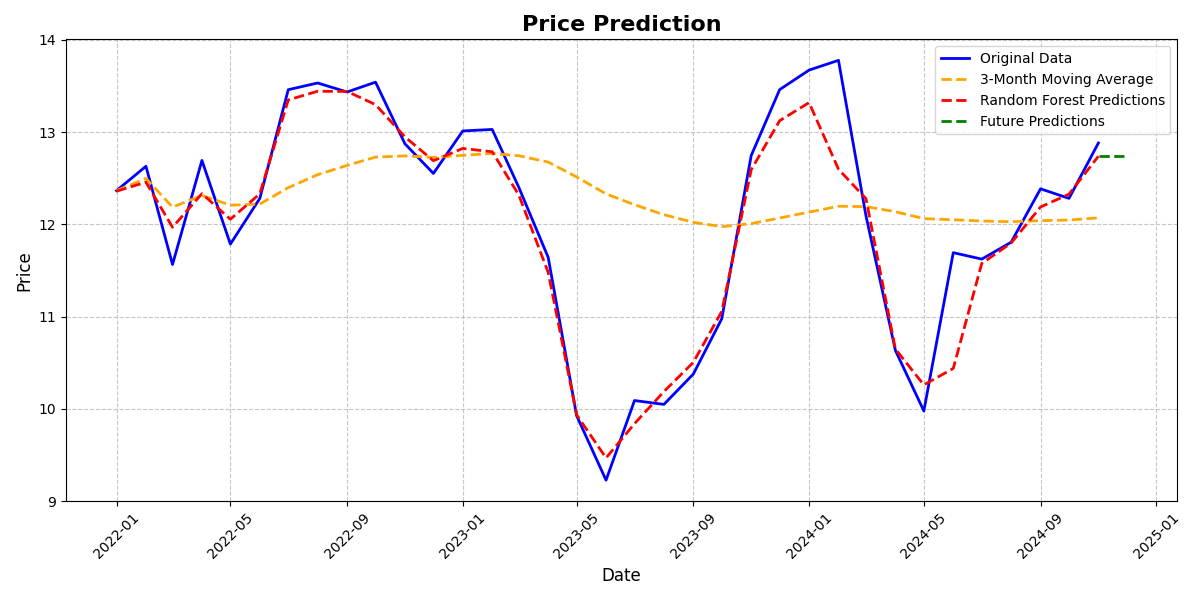 Price Prediction
Original Data
3-Month Moving Average
Random Forest Predictions
Future Predictions
Price
14
13
12
11
10
9
2022-01
2022-05
2022-09
2023-01
2023-05
2023-09
2024-01
2024-05
2024-09
2025-01
Date